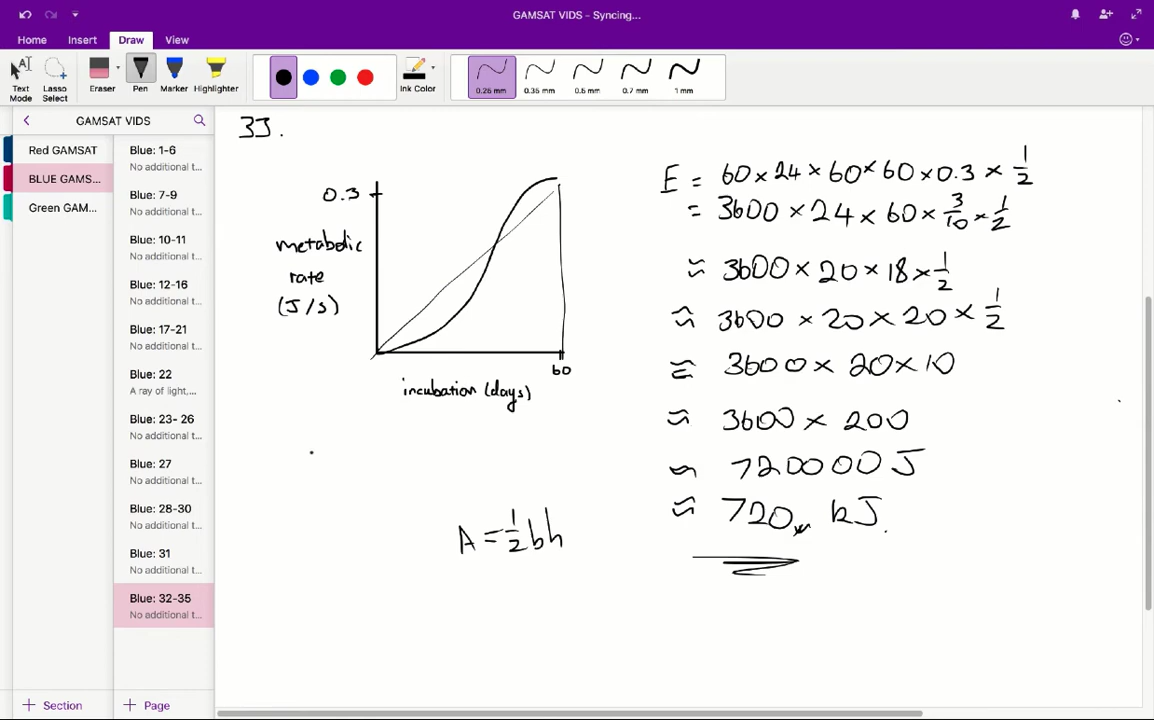 GAMSAT VIDS - Syncing...
Home Insert Draw View
Text Mode
Lasso Select
Eraser
Pen
Marker
Highlighter
Ink Color
0.25 mm
0.35 mm
0.5 mm
0.7 mm
1 mm
GAMSAT VIDS
Red GAMSAT
BLUE GAMS...
Green GAM...
Blue: 1-6
No additional t...
Blue: 7-9
No additional t...
Blue: 10-11
No additional t...
Blue: 12-16
No additional t...
Blue: 17-21
No additional t...
Blue: 22
A ray of light,...
Blue: 23- 26
No additional t...
Blue: 27
No additional t...
Blue: 28-30
No additional t...
Blue: 31
No additional t...
Blue: 32-35
No additional t...
+ Section
+ Page
33.
0.3
metabolic
rate
(J/s)
60
incubation (days)
A = 1/2 bh
E = 60 × 24 × 60 × 60 × 0.3 × 1/2
= 3600 × 24 × 60 × 3/10 × 1/2
≈ 3600 × 20 × 18 × 1/2
≈ 3600 × 20 × 20 × 1/2
≈ 3600 × 20 × 10
≈ 3600 × 200
≈ 720000 J
≈ 720 kJ.